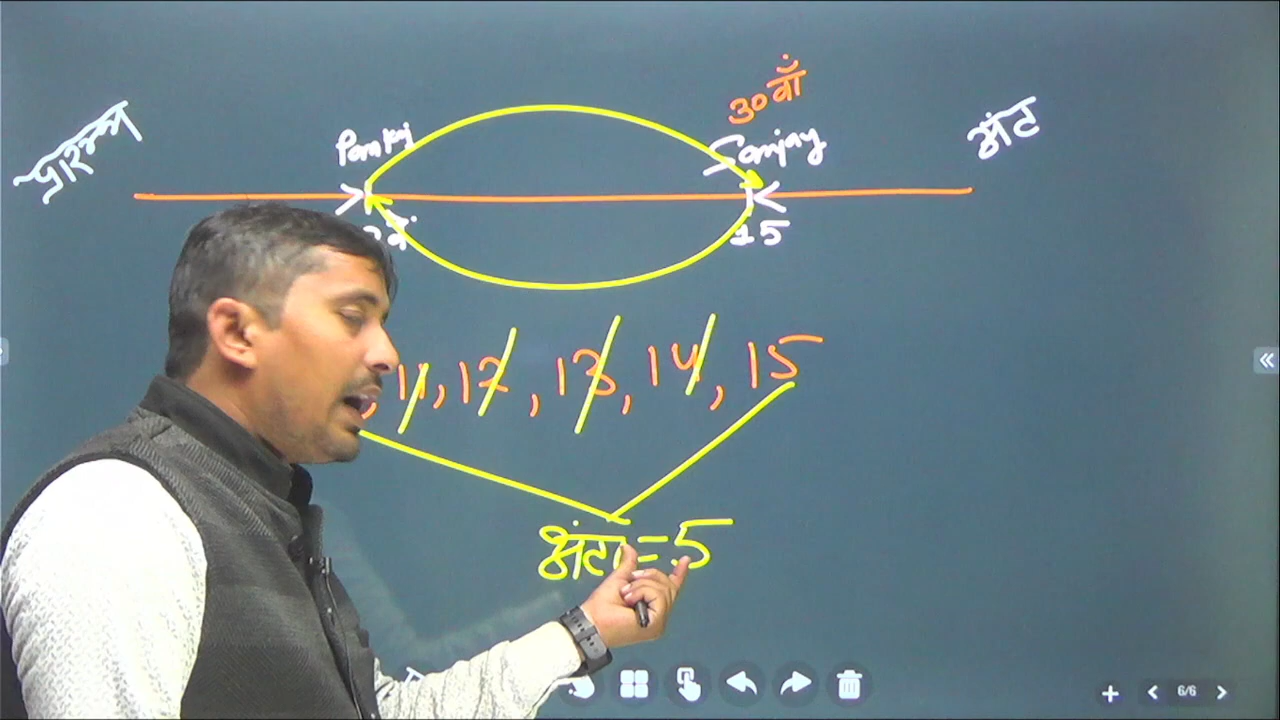 30वाँ
प्रारम्भ Pankaj Sanjay अंत
15
11, 12, 13, 14, 15
अंतर = 5
6/6